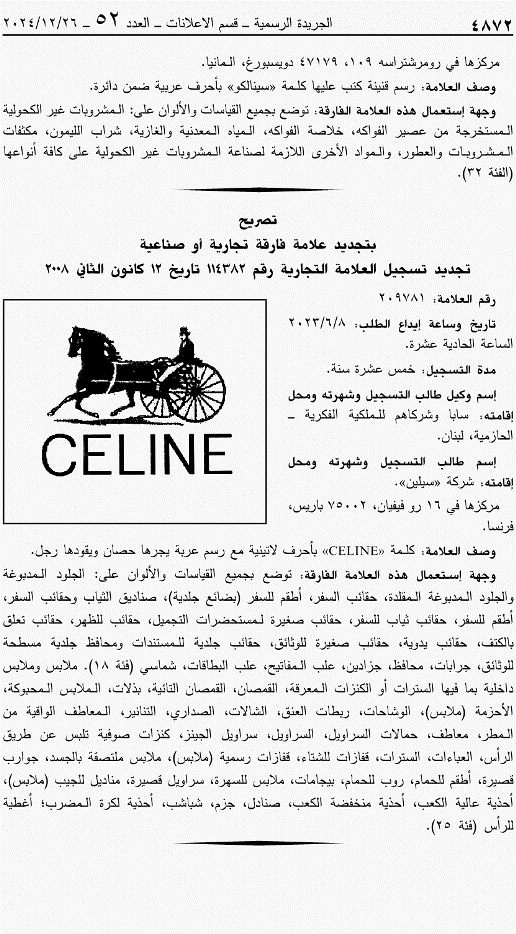 ٤٨٧٢ الجريدة الرسمية ــ قسم الاعلانات ــ العدد ٥٢ ــ ٢٠٢٤/١٢/٢٦
مركزها في رومرشتراسه ١٠٩، ٤٧١٧٩ دويسبورغ، المانيا.
وصف العلامة: رسم قنينة كتب عليها كلمة «سينالكو» بأحرف عربية ضمن دائرة.
وجهة إستعمال هذه العلامة الفارقة: توضع بجميع القياسات والألوان على: المشروبات غير الكحولية
المستخرجة من عصير الفواكه، خلاصة الفواكه، المياه المعدنية والغازية، شراب الليمون، مكثفات
المشروبات والعطور، والمواد الأخرى اللازمة لصناعة المشروبات غير الكحولية على كافة أنواعها
(الفئة ٣٢).
تصريح
بتجديد علامة فارقة تجارية او صناعية
تجديد تسجيل العلامة التجارية رقم ١١٤٣٨٢ تاريخ ١٢ كانون الثاني ٢٠٠٨
رقم العلامة: ٢٠٩٧٨١
تاريخ وساعة إيداع الطلب: ٢٠٢٣/٦/٨
الساعة الحادية عشرة.
مدة التسجيل: خمس عشرة سنة.
إسم وكيل طالب التسجيل وشهرته ومحل
إقامته: سابا وشركاهم للملكية الفكرية ــ
الحازمية، لبنان.
إسم طالب التسجيل وشهرته ومحل
إقامته: شركة «سيلين».
مركزها في ١٦ رو فيفيان، ٧٥٠٠٢ باريس،
فرنسا.
CELINE
وصف العلامة: كلمة «CELINE» بأحرف لاتينية مع رسم عربة يجرها حصان ويقودها رجل.
وجهة إستعمال هذه العلامة الفارقة: توضع بجميع القياسات والألوان على: الجلود المدبوغة
والجلود المدبوغة المقلدة، حقائب السفر، أطقم للسفر (بضائع جلدية)، صناديق الثياب وحقائب السفر،
أطقم للسفر، حقائب ثياب للسفر، حقائب صغيرة لمستحضرات التجميل، حقائب للظهر، حقائب تعلق
بالكتف، حقائب يدوية، حقائب صغيرة للوثائق، حقائب جلدية للمستندات ومحافظ جلدية مسطحة
للوثائق، جرابات، محافظ، جزادين، علب المفاتيح، علب البطاقات، شماسي (فئة ١٨). ملابس وملابس
داخلية بما فيها السترات أو الكنزات المعرقة، القمصان، القمصان التائية، بذلات، الملابس المحبوكة،
الأحزمة (ملابس)، الوشاحات، ربطات العنق، الشالات، الصداري، التنانير، المعاطف الواقية من
المطر، معاطف، حمالات السراويل، السراويل، سراويل الجينز، كنزات صوفية تلبس عن طريق
الرأس، العباءات، السترات، قفازات للشتاء، قفازات رسمية (ملابس)، ملابس ملتصقة بالجسد، جوارب
قصيرة، أطقم للحمام، روب للحمام، بيجامات، ملابس للسهرة، سراويل قصيرة، مناديل للجيب (ملابس)،
أحذية عالية الكعب، أحذية منخفضة الكعب، صنادل، جزم، شباشب، أحذية لكرة المضرب؛ أغطية
للرأس (فئة ٢٥).